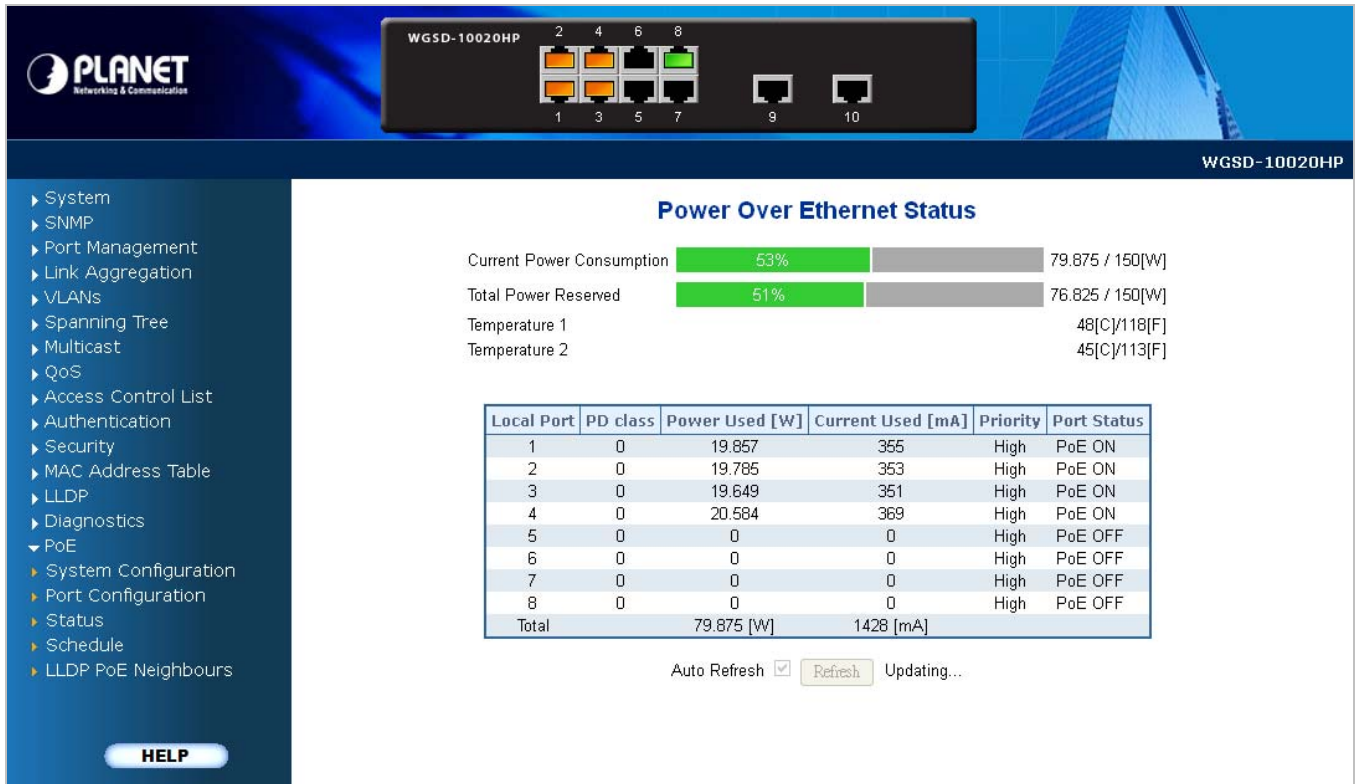 PLANET
Networking & Communication
WGSD-10020HP
2 4 6 8
1 3 5 7 9 10
WGSD-10020HP
System
SNMP
Port Management
Link Aggregation
VLANs
Spanning Tree
Multicast
QoS
Access Control List
Authentication
Security
MAC Address Table
LLDP
Diagnostics
PoE
System Configuration
Port Configuration
Status
Schedule
LLDP PoE Neighbours
HELP
Power Over Ethernet Status
Current Power Consumption 53% 79.875 / 150[W]
Total Power Reserved 51% 76.825 / 150[W]
Temperature 1 48[C]/118[F]
Temperature 2 45[C]/113[F]
Local Port PD class Power Used [W] Current Used [mA] Priority Port Status
1 0 19.857 355 High PoE ON
2 0 19.785 353 High PoE ON
3 0 19.649 351 High PoE ON
4 0 20.584 369 High PoE ON
5 0 0 0 High PoE OFF
6 0 0 0 High PoE OFF
7 0 0 0 High PoE OFF
8 0 0 0 High PoE OFF
Total 79.875 [W] 1428 [mA]
Auto Refresh Refresh Updating...